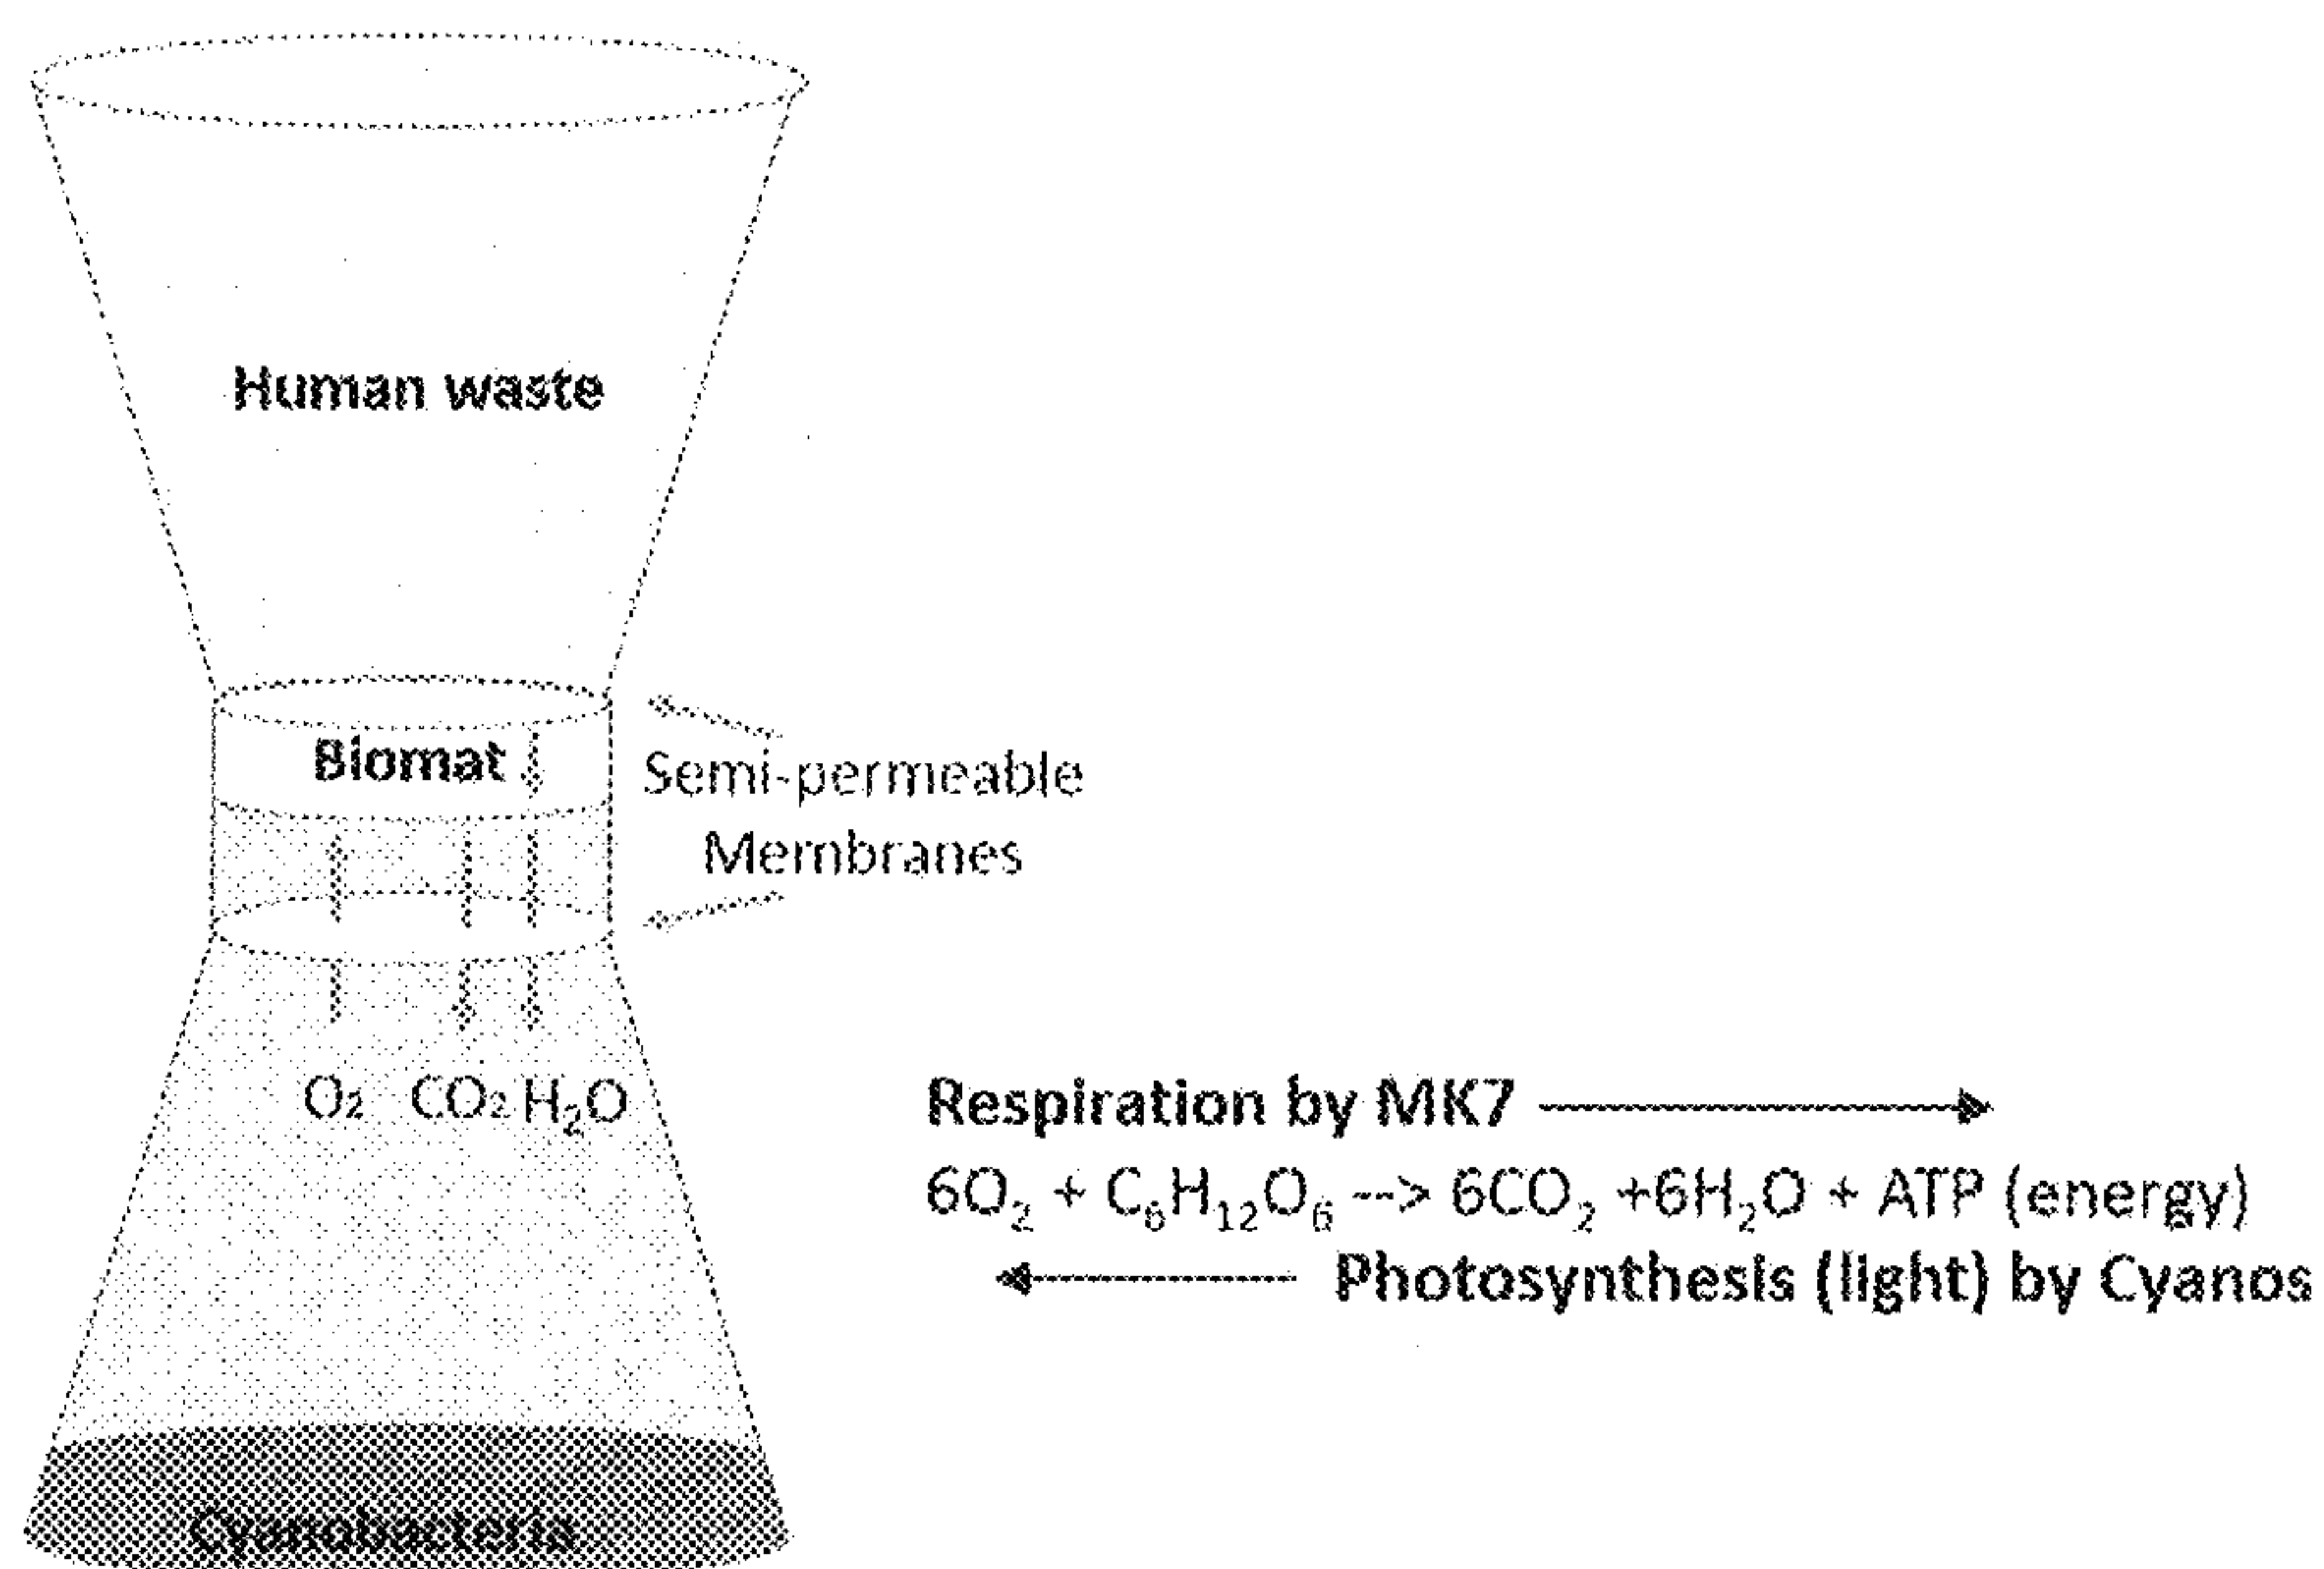 Human waste
Biomat
Semi-permeable
Membranes
O₂ CO₂ H₂O
Respiration by MK7
6O₂ + C₆H₁₂O₆ --> 6CO₂ +6H₂O + ATP (energy)
Photosynthesis (light) by Cyanos
Cyanobacteria